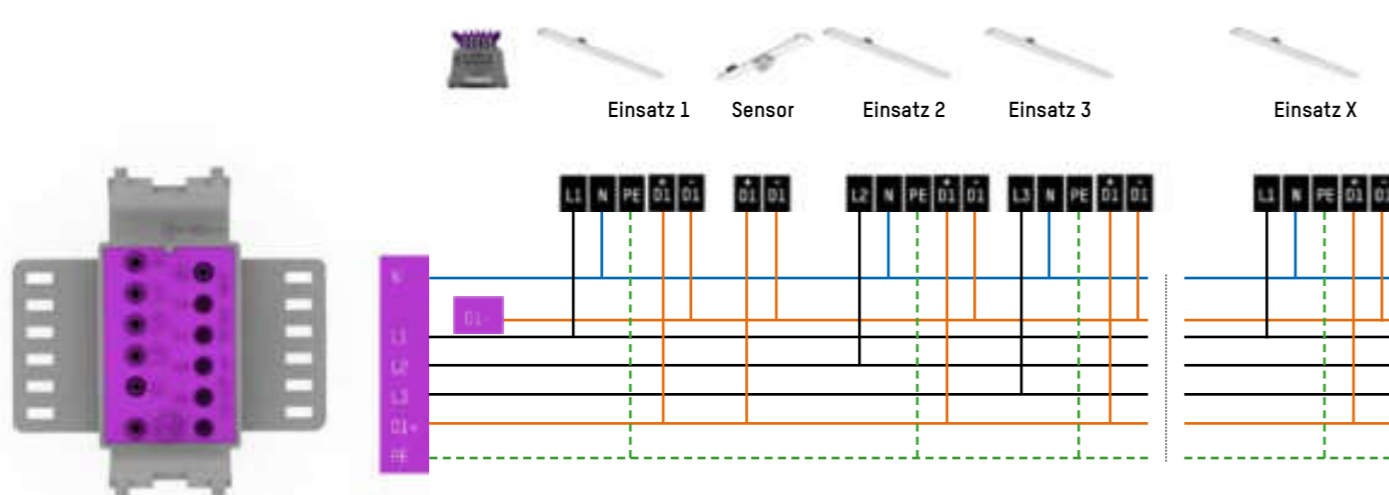 Einsatz 1 Sensor Einsatz 2 Einsatz 3 Einsatz X
L1 N PE + D1 - D1 + D1 - D1 L2 N PE + D1 - D1 L3 N PE + D1 - D1 L1 N PE + D1 - D1
N
D1-
L1
L2
L3
D1+
PE